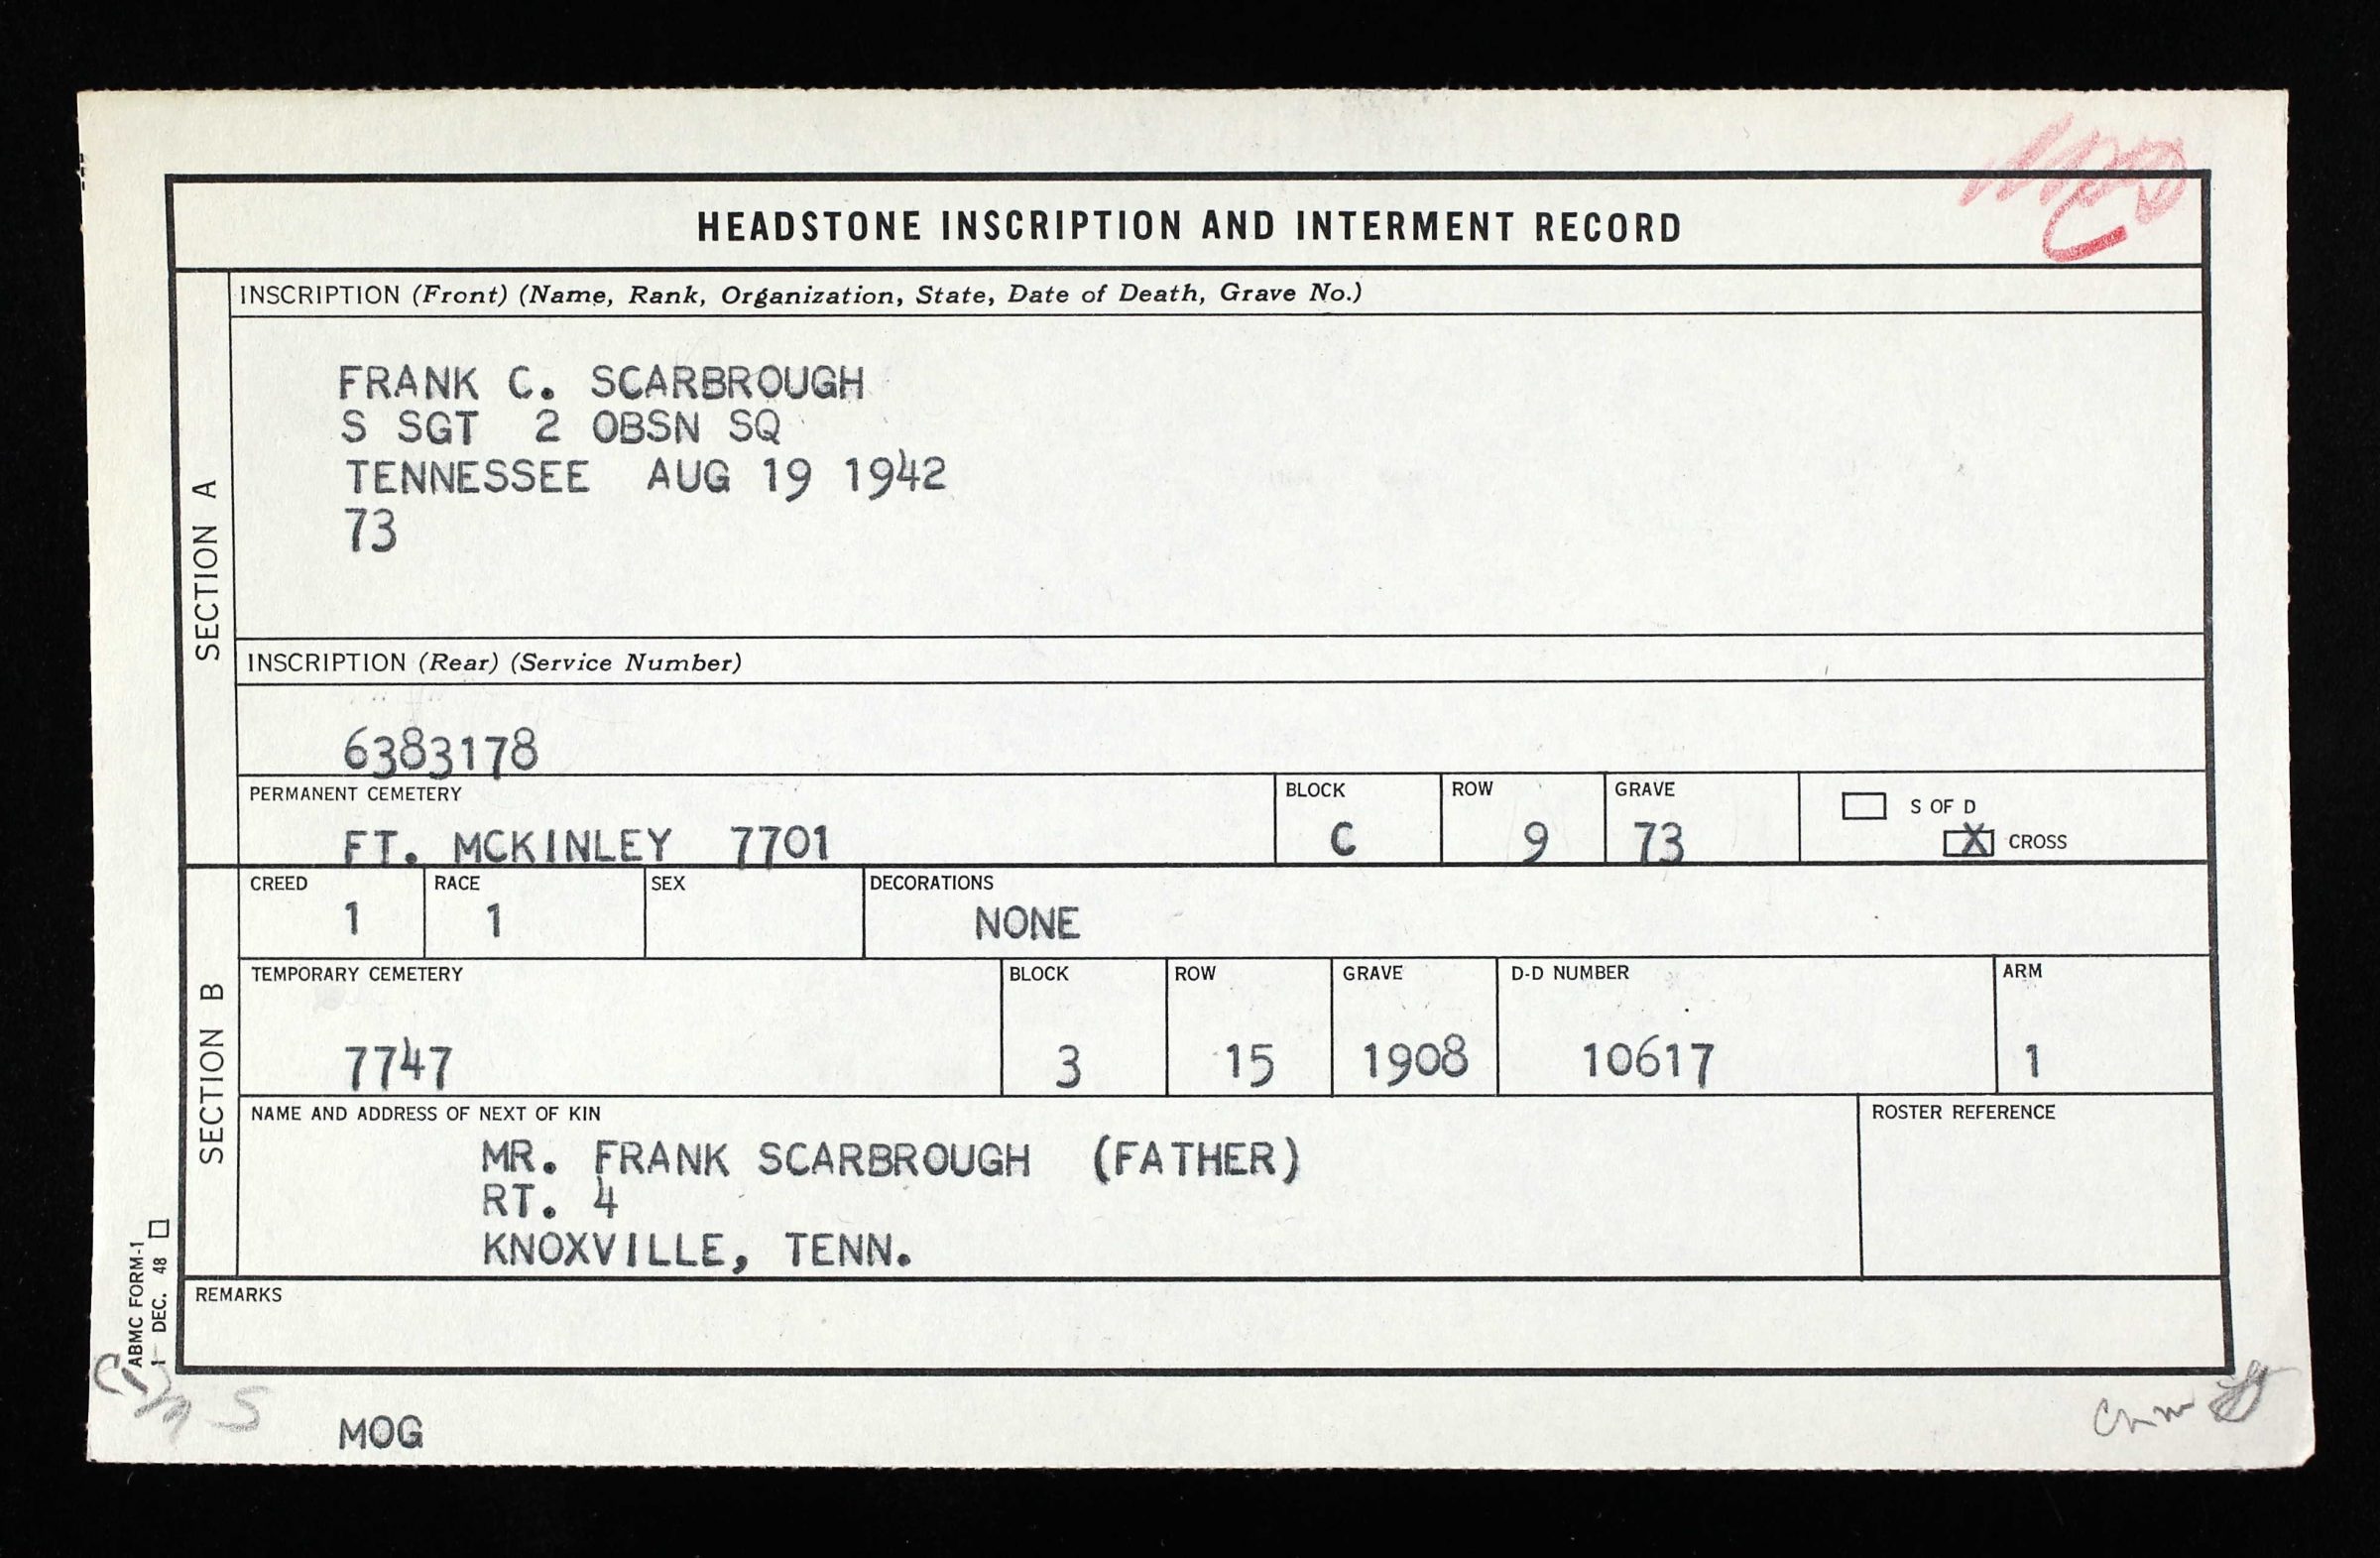 HEADSTONE INSCRIPTION AND INTERMENT RECORD
SECTION A
INSCRIPTION (Front) (Name, Rank, Organization, State, Date of Death, Grave No.)
FRANK C. SCARBROUGH
S SGT 2 OBSN SQ
TENNESSEE AUG 19 1942
73
INSCRIPTION (Rear) (Service Number)
6383178
PERMANENT CEMETERY BLOCK ROW GRAVE S OF D
FT. MCKINLEY 7701 C 9 73 X CROSS
SECTION B
CREED RACE SEX DECORATIONS
1 1 NONE
TEMPORARY CEMETERY BLOCK ROW GRAVE D-D NUMBER ARM
7747 3 15 1908 10617 1
NAME AND ADDRESS OF NEXT OF KIN ROSTER REFERENCE
MR. FRANK SCARBROUGH (FATHER)
RT. 4
KNOXVILLE, TENN.
REMARKS
ABMC FORM-1
1 DEC. 48
S
MOG